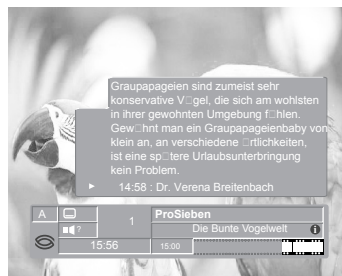 Graupapageien sind zumeist sehr
konservative V□gel, die sich am wohlsten
in ihrer gewohnten Umgebung f□hlen.
Gew□hnt man ein Graupapageienbaby von
klein an, an verschiedene □rtlichkeiten,
ist eine sp□tere Urlaubsunterbringung
kein Problem.
► 14:58 : Dr. Verena Breitenbach
A 1 ProSieben
? Die Bunte Vogelwelt i
15:56 15:00